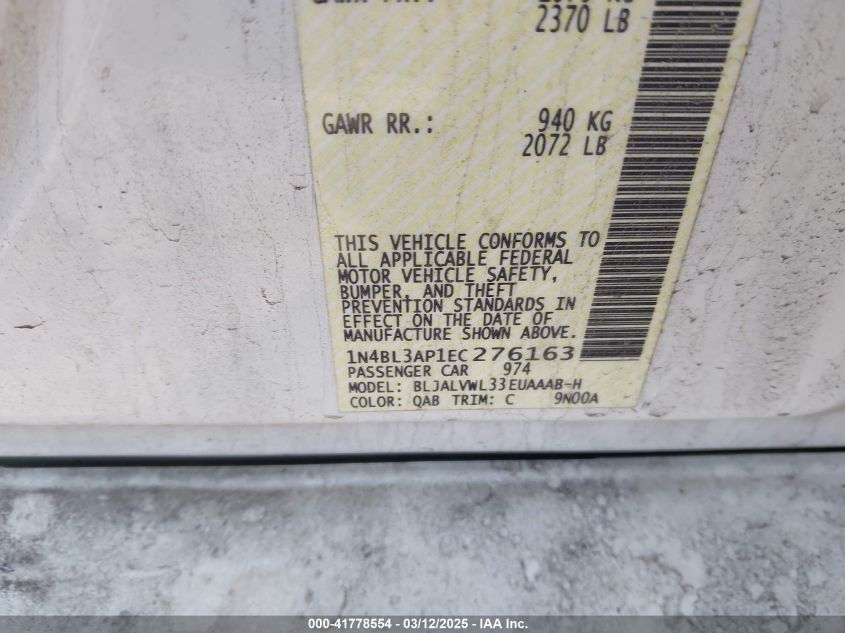 2370 LB
GAWR RR.: 940 KG
2072 LB
THIS VEHICLE CONFORMS TO
ALL APPLICABLE FEDERAL
MOTOR VEHICLE SAFETY,
BUMPER, AND THEFT
PREVENTION STANDARDS IN
EFFECT ON THE DATE OF
MANUFACTURE SHOWN ABOVE.
1N4BL3AP1EC276163
PASSENGER CAR 974
MODEL: BLJALVWL33EUAAAB-H
COLOR: QAB TRIM: C 9N00A
000-41778554 - 03/12/2025 - IAA Inc.